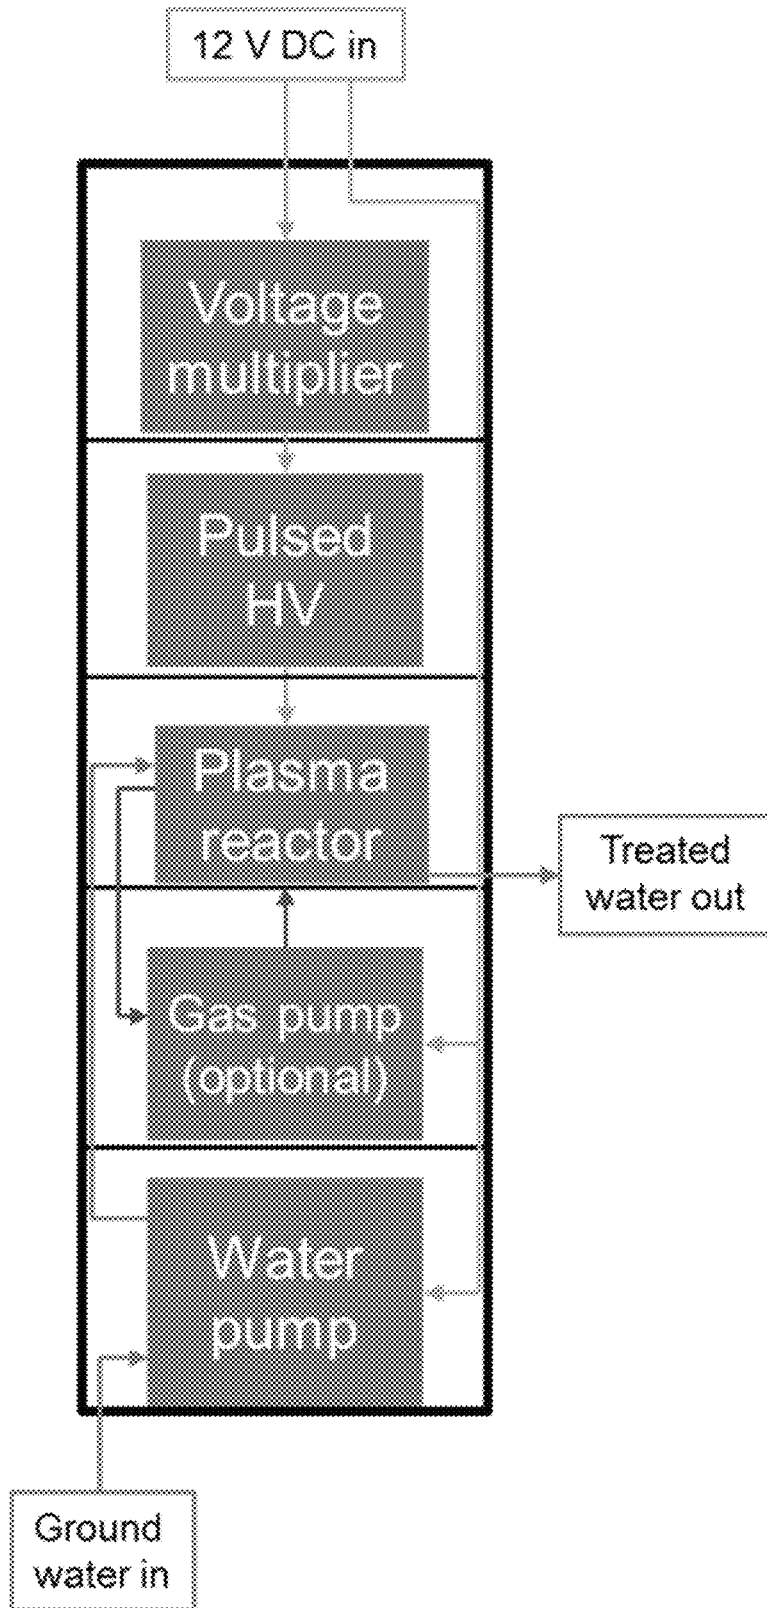 12 V DC in
Voltage
multiplier
Pulsed
HV
Plasma
reactor
Treated
water out
Gas pump
(optional)
Water
pump
Ground
water in